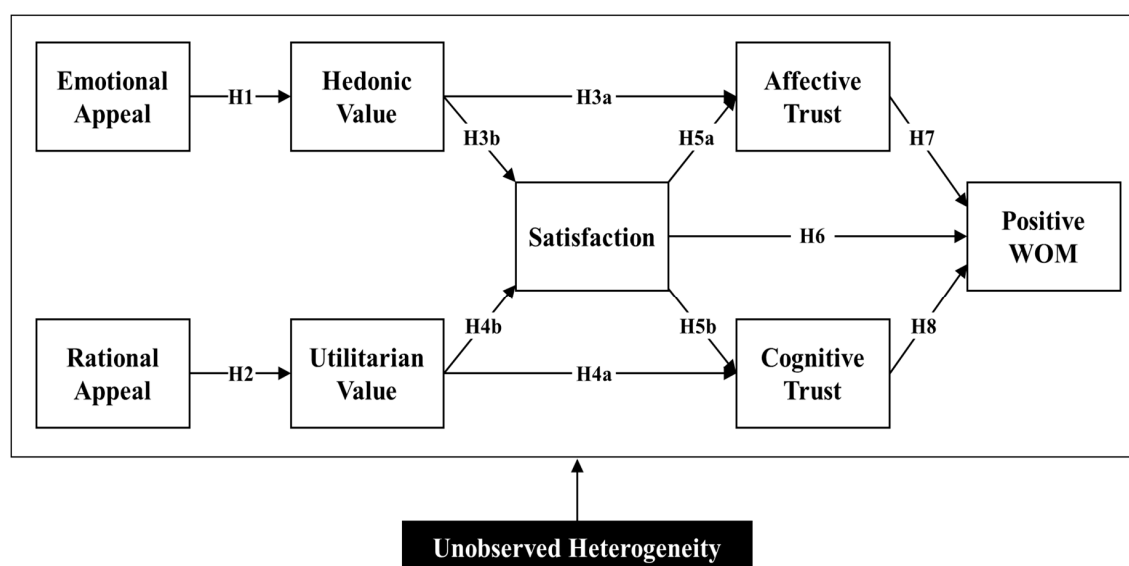 Emotional
Appeal
H1
Hedonic
Value
H3a
Affective
Trust
H3b
H5a
H7
Satisfaction
H6
Positive
WOM
H4b
H5b
H8
Rational
Appeal
H2
Utilitarian
Value
H4a
Cognitive
Trust
Unobserved Heterogeneity